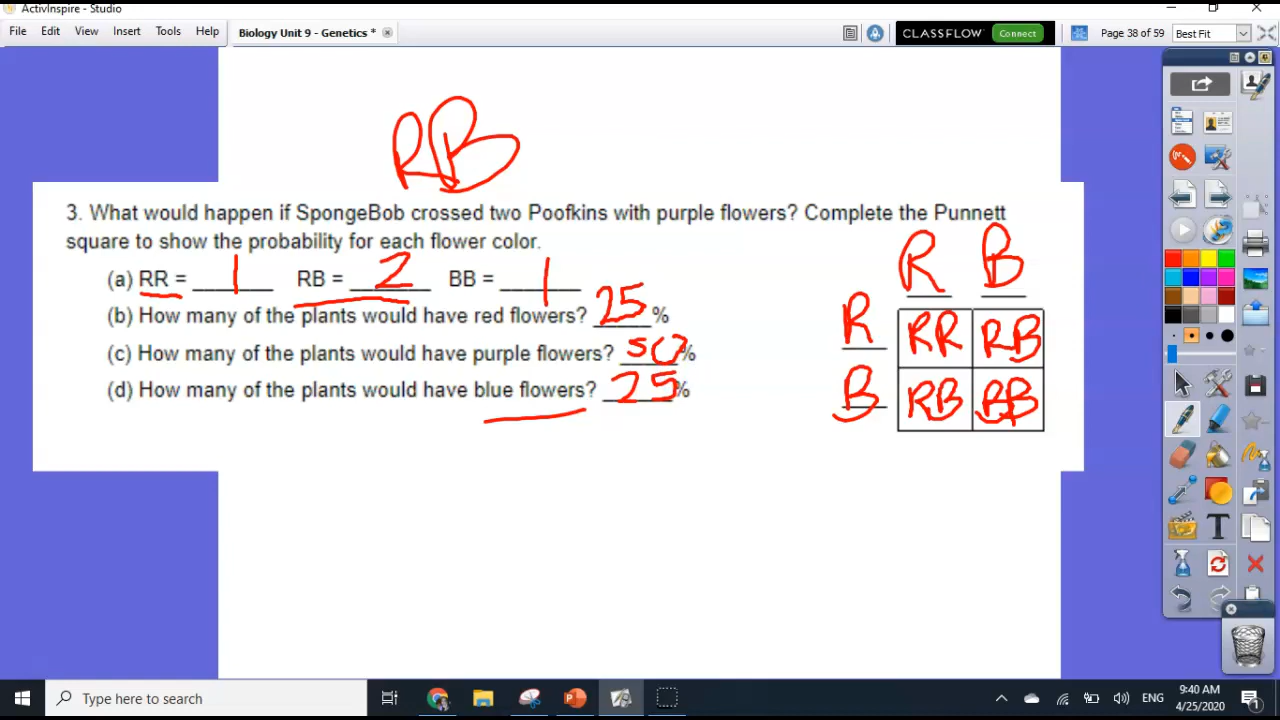 ActivInspire - Studio
File Edit View Insert Tools Help
Biology Unit 9 - Genetics *
CLASSFLOW Connect
Page 38 of 59
Best Fit
RB
3. What would happen if SpongeBob crossed two Poofkins with purple flowers? Complete the Punnett
square to show the probability for each flower color.
(a) RR = 1 RB = 2 BB = 1
(b) How many of the plants would have red flowers? 25%
(c) How many of the plants would have purple flowers? 50%
(d) How many of the plants would have blue flowers? 25%
R B
R RR RB
B RB BB
Type here to search
ENG
9:40 AM
4/25/2020
1